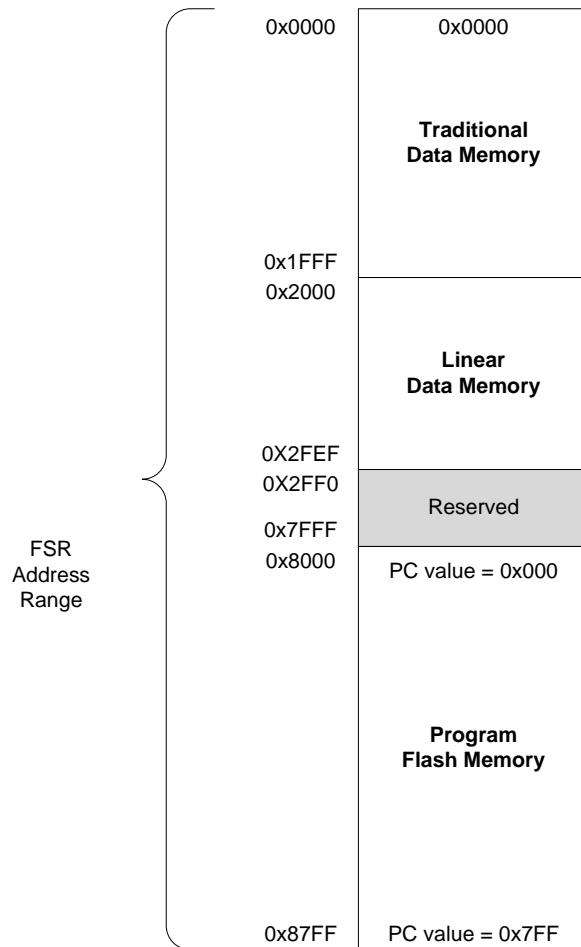 0x0000
0x0000
Traditional
Data Memory
0x1FFF
0x2000
Linear
Data Memory
0X2FEF
0X2FF0
Reserved
0x7FFF
0x8000
PC value = 0x000
FSR
Address
Range
Program
Flash Memory
0x87FF
PC value = 0x7FF